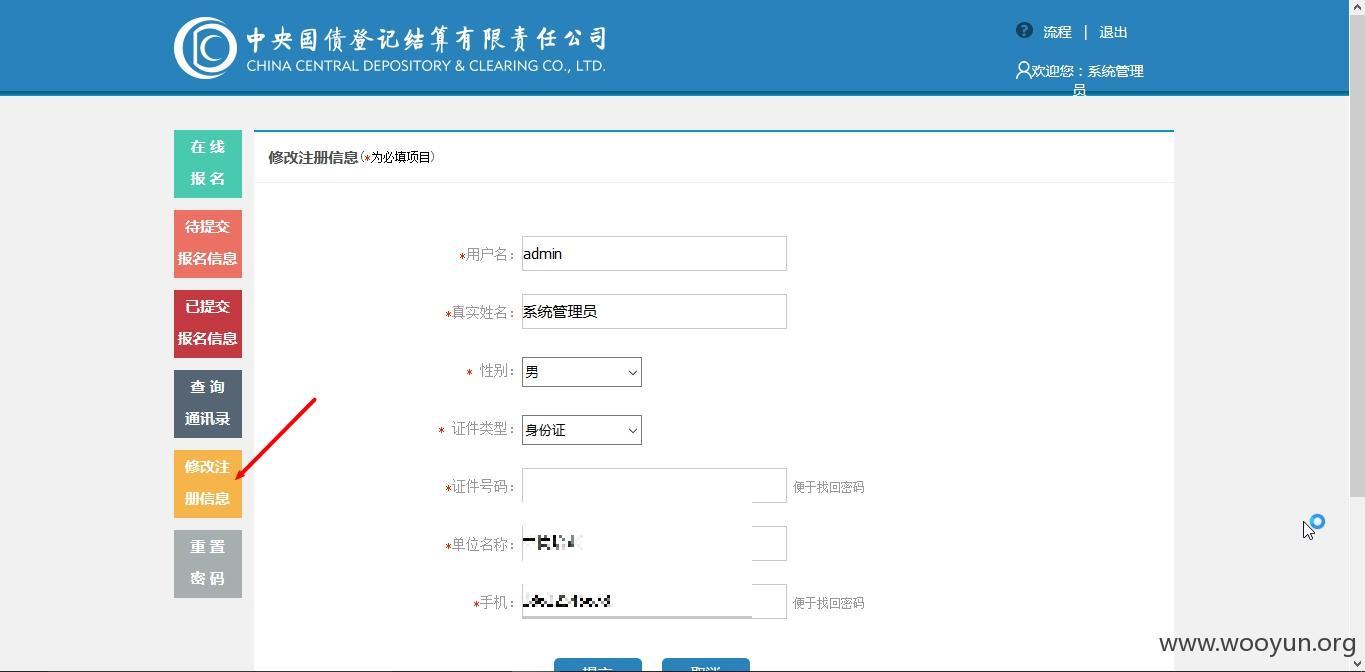 中央国债登记结算有限责任公司
CHINA CENTRAL DEPOSITORY & CLEARING CO., LTD.
? 流程 | 退出
欢迎您：系统管理
员
在 线
报 名
待提交
报名信息
已提交
报名信息
查 询
通讯录
修改注
册信息
重 置
密 码
修改注册信息(*为必填项目)
*用户名： admin
*真实姓名： 系统管理员
* 性别： 男
* 证件类型： 身份证
*证件号码： 便于找回密码
*单位名称：
*手机： 便于找回密码
提交 取消
www.wooyun.org